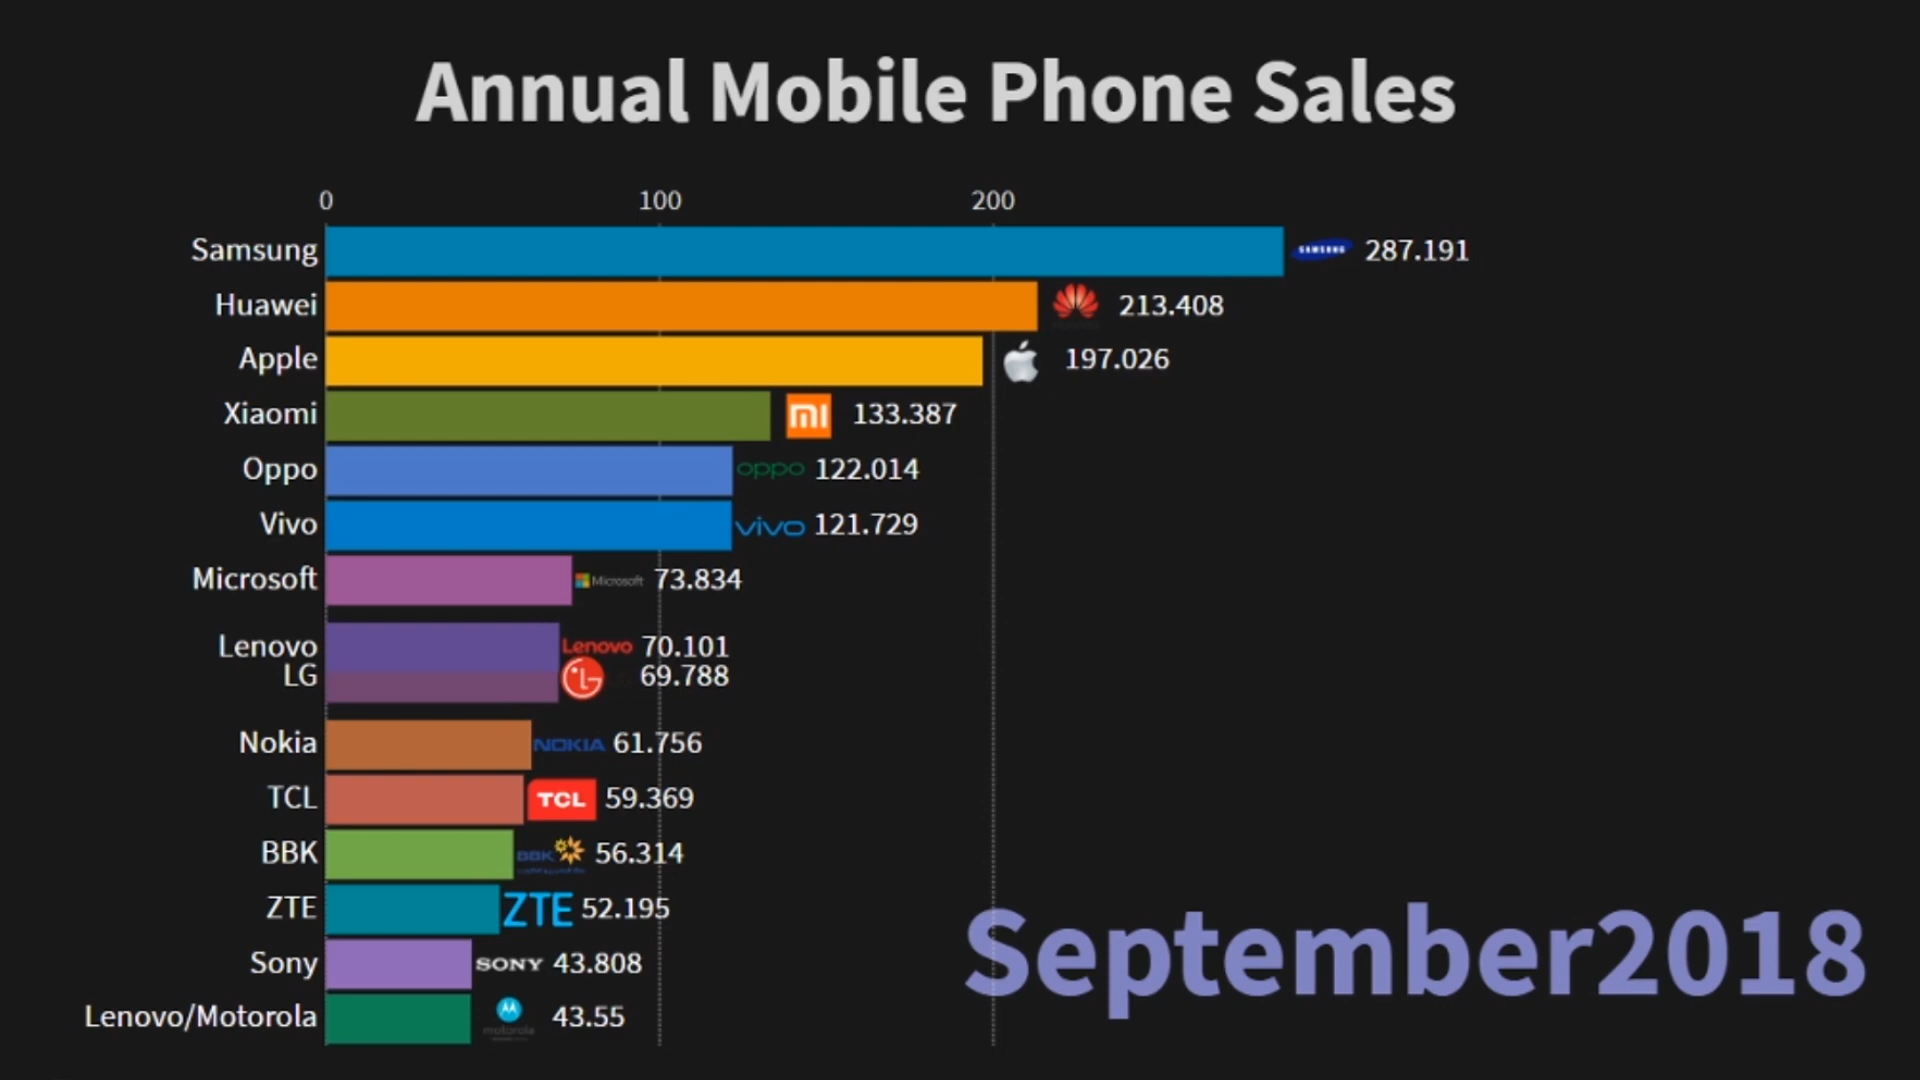 Annual Mobile Phone Sales
0 100 200
Samsung SAMSUNG 287.191
Huawei 213.408
Apple 197.026
Xiaomi mi 133.387
Oppo oppo 122.014
Vivo vivo 121.729
Microsoft Microsoft 73.834
Lenovo Lenovo 70.101
LG LG 69.788
Nokia NOKIA 61.756
TCL TCL 59.369
BBK BBK 56.314
ZTE ZTE 52.195
Sony SONY 43.808
Lenovo/Motorola motorola 43.55
September2018